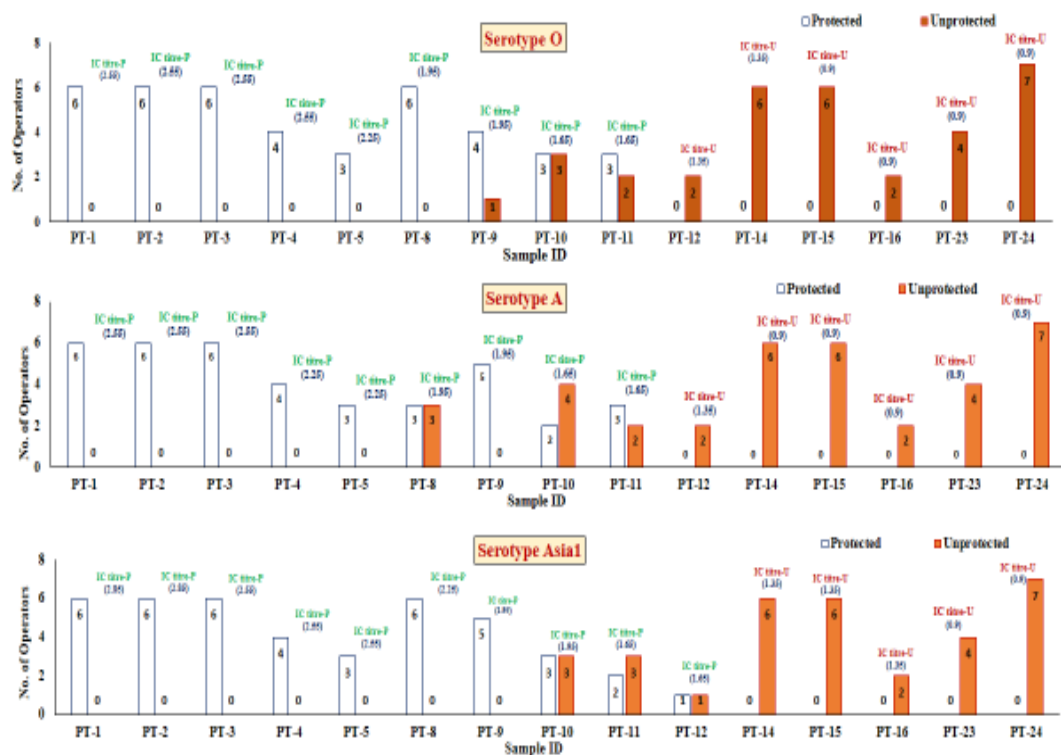 Protected Unprotected
Serotype O
8
6
4
2
0
No. of Operators
IC titre-P IC titre-P IC titre-P IC titre-P IC titre-P IC titre-P IC titre-P IC titre-P IC titre-P IC titre-U IC titre-U IC titre-U IC titre-U IC titre-U IC titre-U
(2.55) (2.25) (1.95) (1.95) (1.65) (1.65) (0.9) (0.9) (0.9) (0.9)
6 0 6 0 6 0 4 0 3 0 6 0 4 1 3 3 3 2 0 2 0 6 0 6 0 2 0 4 0 7
PT-1 PT-2 PT-3 PT-4 PT-5 PT-8 PT-9 PT-10 PT-11 PT-12 PT-14 PT-15 PT-16 PT-23 PT-24
Sample ID
Protected Unprotected
Serotype A
8
6
4
2
0
No. of Operators
IC titre-P IC titre-P IC titre-P IC titre-P IC titre-P IC titre-P IC titre-P IC titre-P IC titre-P IC titre-U IC titre-U IC titre-U IC titre-U IC titre-U IC titre-U
(2.55) (2.55) (2.55) (2.25) (2.25) (1.95) (1.95) (1.65) (1.65) (1.35) (0.9) (0.9) (0.9) (0.9) (0.9)
6 0 6 0 6 0 4 0 3 0 3 3 5 0 2 4 3 2 0 2 0 6 0 6 0 2 0 4 0 7
PT-1 PT-2 PT-3 PT-4 PT-5 PT-8 PT-9 PT-10 PT-11 PT-12 PT-14 PT-15 PT-16 PT-23 PT-24
Sample ID
Protected Unprotected
Serotype Asia1
8
6
4
2
0
No. of Operators
IC titre-P IC titre-P IC titre-P IC titre-P IC titre-P IC titre-P IC titre-P IC titre-P IC titre-P IC titre-P IC titre-U IC titre-U IC titre-U IC titre-U IC titre-U
(1.65) (1.65) (1.65) (1.35) (1.35) (1.35) (0.9) (0.9)
6 0 6 0 6 0 4 0 3 0 6 0 5 0 3 3 2 3 1 1 0 6 0 6 0 2 0 4 0 7
PT-1 PT-2 PT-3 PT-4 PT-5 PT-8 PT-9 PT-10 PT-11 PT-12 PT-14 PT-15 PT-16 PT-23 PT-24
Sample ID